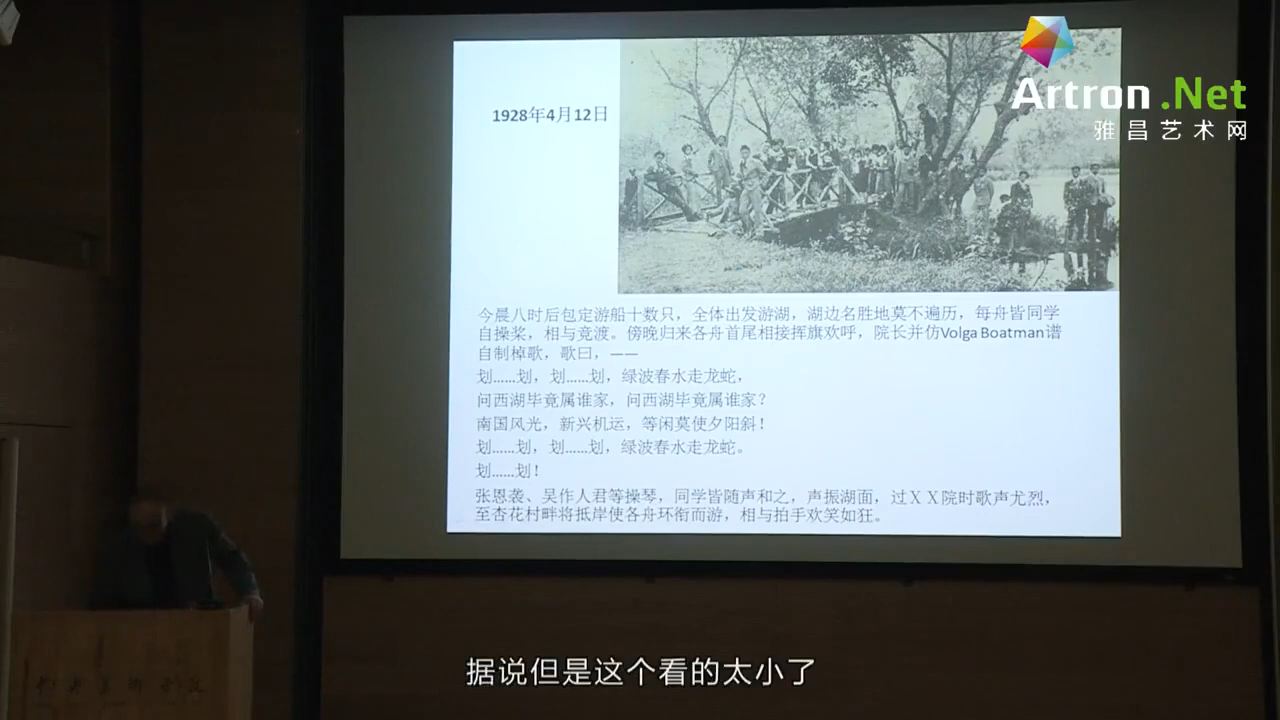 Artron.Net
雅昌艺术网
1928年4月12日
今晨八时后包定游船十数只，全体出发游湖，湖边名胜地莫不遍历，每舟皆同学
自操桨，相与竞渡。傍晚归来各舟首尾相接挥旗欢呼，院长并仿Volga Boatman谱
自制棹歌，歌曰，——
划……划，划……划，绿波春水走龙蛇，
问西湖毕竟属谁家，问西湖毕竟属谁家？
南国风光，新兴机运，等闲莫使夕阳斜！
划……划，划……划，绿波春水走龙蛇。
划……划！
张恩袭、吴作人君等操琴，同学皆随声和之，声振湖面，过ＸＸ院时歌声尤烈，
至杏花村畔将抵岸使各舟环衔而游，相与拍手欢笑如狂。
中央美术学院
据说但是这个看的太小了